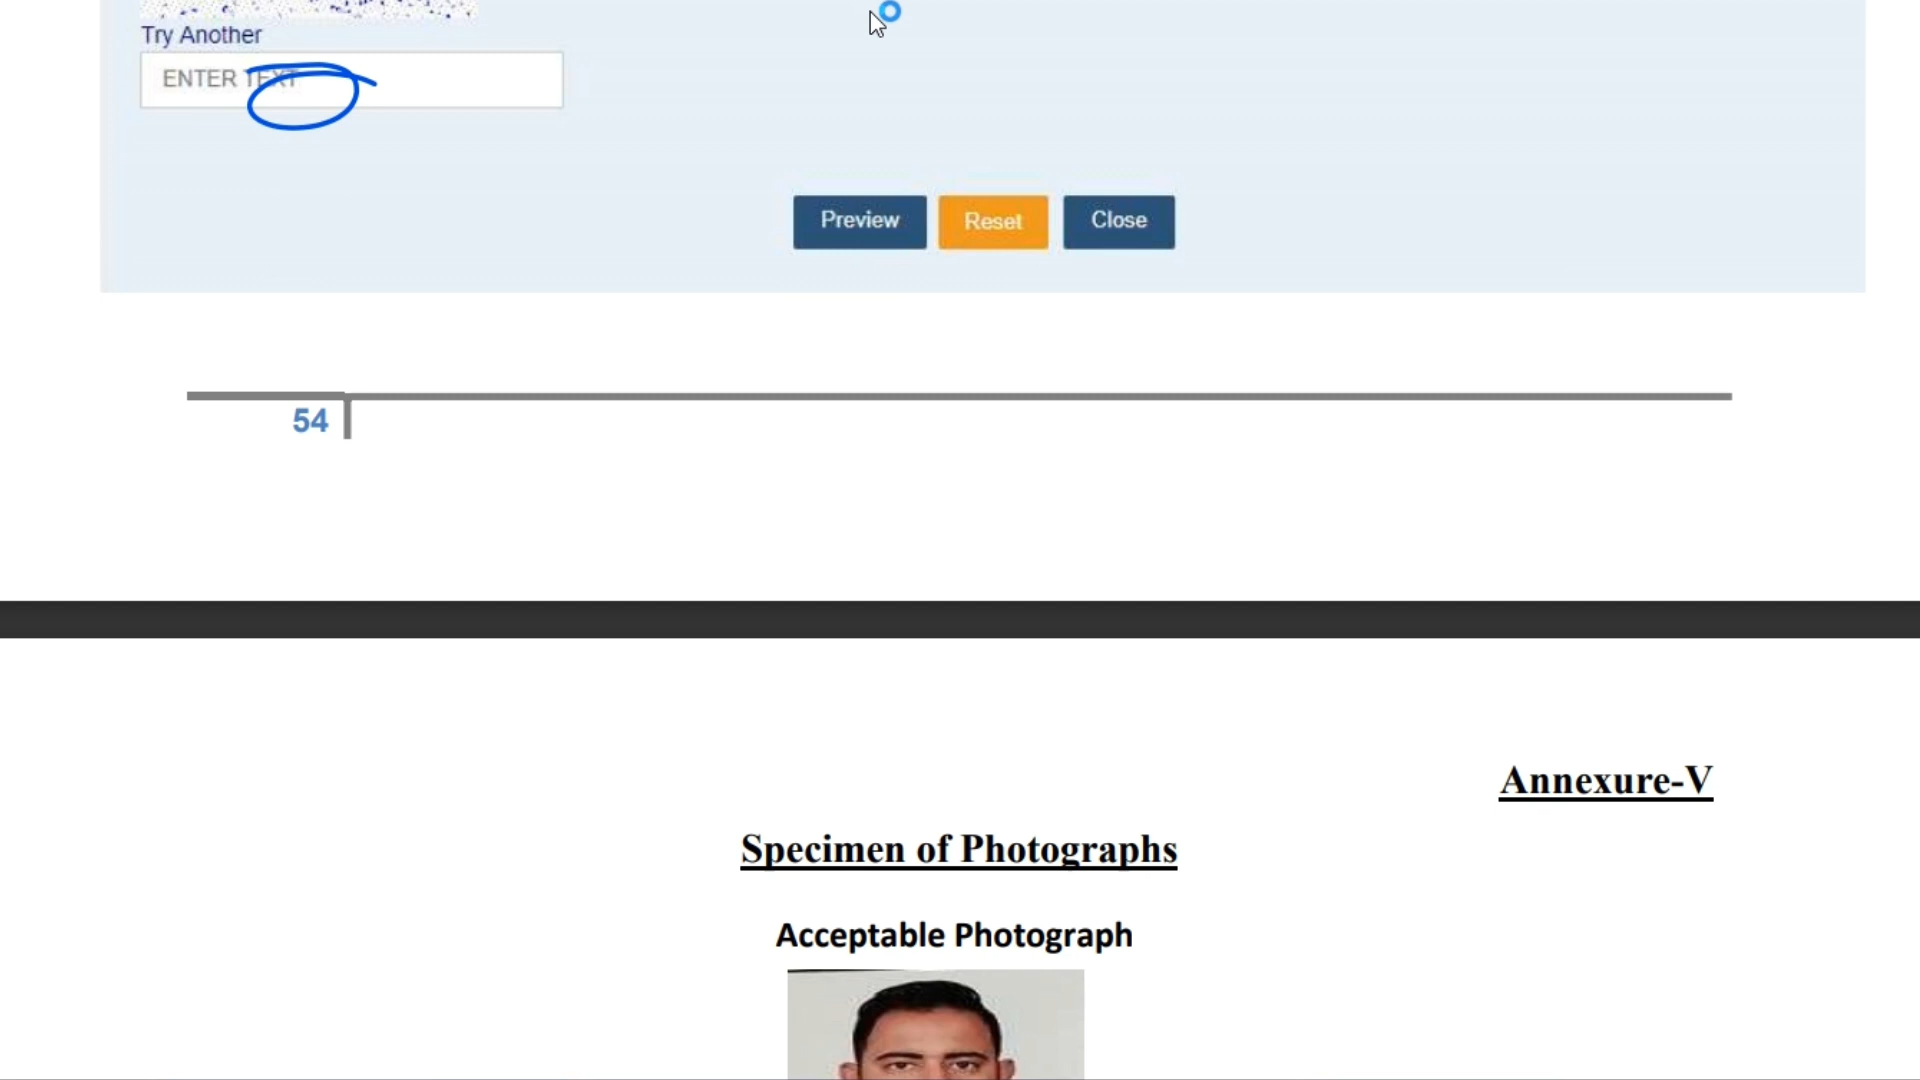 Try Another
ENTER TEXT
Preview Reset Close
54
Annexure-V
Specimen of Photographs
Acceptable Photograph